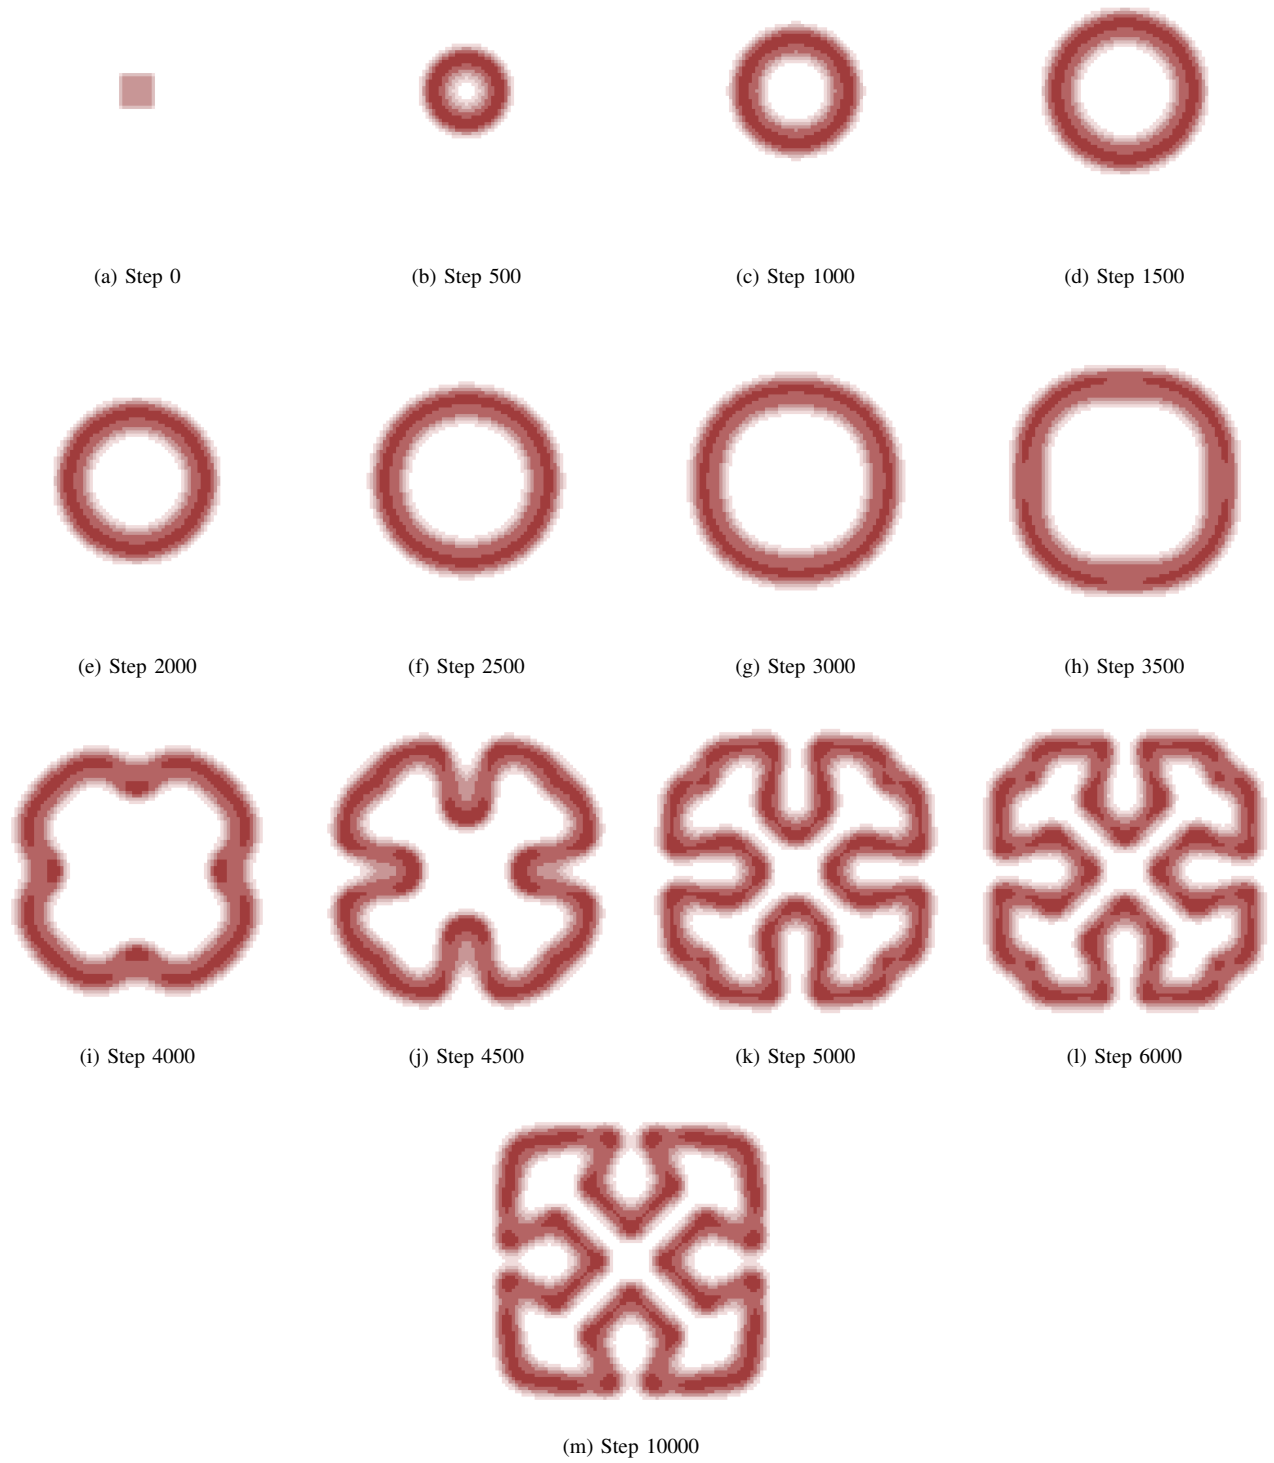 (a) Step 0
(b) Step 500
(c) Step 1000
(d) Step 1500
(e) Step 2000
(f) Step 2500
(g) Step 3000
(h) Step 3500
(i) Step 4000
(j) Step 4500
(k) Step 5000
(l) Step 6000
(m) Step 10000